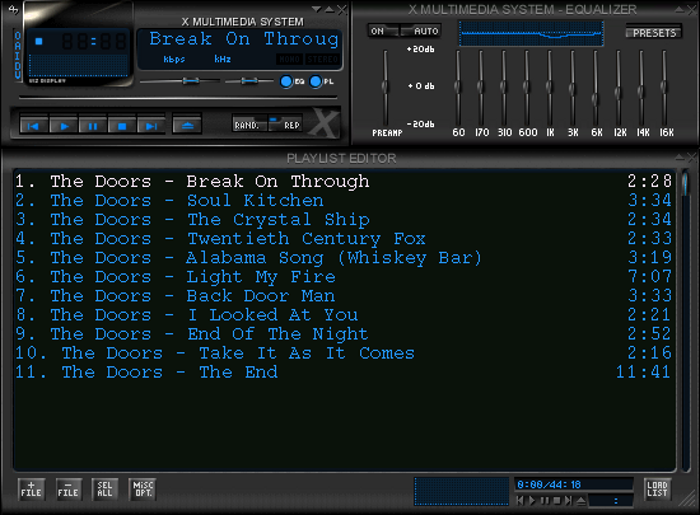 X MULTIMEDIA SYSTEM
OAIDV
88:88
Break On Throug
kbps kHz
MONO STEREO
EQ PL
VIZ DISPLAY
RAND. REP
X
X MULTIMEDIA SYSTEM - EQUALIZER
ON AUTO
PRESETS
+20db
+0 db
-20db
PREAMP
60 170 310 600 1K 3K 6K 12K 14K 16K
PLAYLIST EDITOR
1. The Doors - Break On Through 2:28
2. The Doors - Soul Kitchen 3:34
3. The Doors - The Crystal Ship 2:34
4. The Doors - Twentieth Century Fox 2:33
5. The Doors - Alabama Song (Whiskey Bar) 3:19
6. The Doors - Light My Fire 7:07
7. The Doors - Back Door Man 3:33
8. The Doors - I Looked At You 2:21
9. The Doors - End Of The Night 2:52
10. The Doors - Take It As It Comes 2:16
11. The Doors - The End 11:41
+ FILE
- FILE
SEL ALL
MISC OPT.
0:00/44:18
:
LOAD LIST